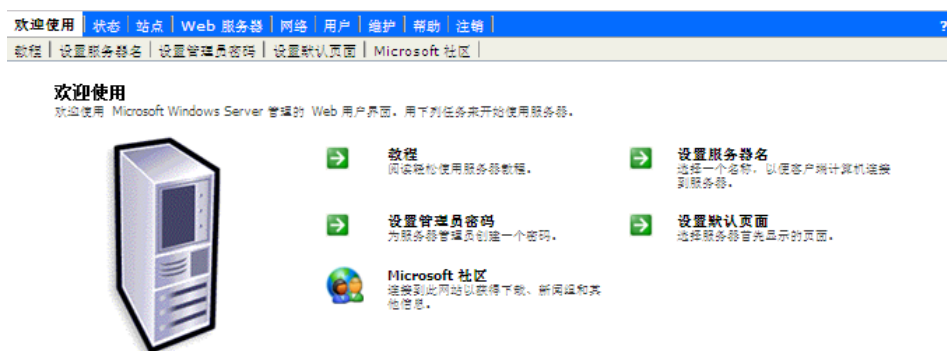 欢迎使用 状态 站点 Web 服务器 网络 用户 维护 帮助 注销 ?
教程 设置服务器名 设置管理员密码 设置默认页面 Microsoft 社区
欢迎使用
欢迎使用 Microsoft Windows Server 管理的 Web 用户界面。用下列任务来开始使用服务器。
教程
阅读轻松使用服务器教程。
设置服务器名
选择一个名称，以便客户端计算机连接
到服务器。
设置管理员密码
为服务器管理员创建一个密码。
设置默认页面
选择服务器首先显示的页面。
Microsoft 社区
连接到此网站以获得下载、新闻组和其
他信息。